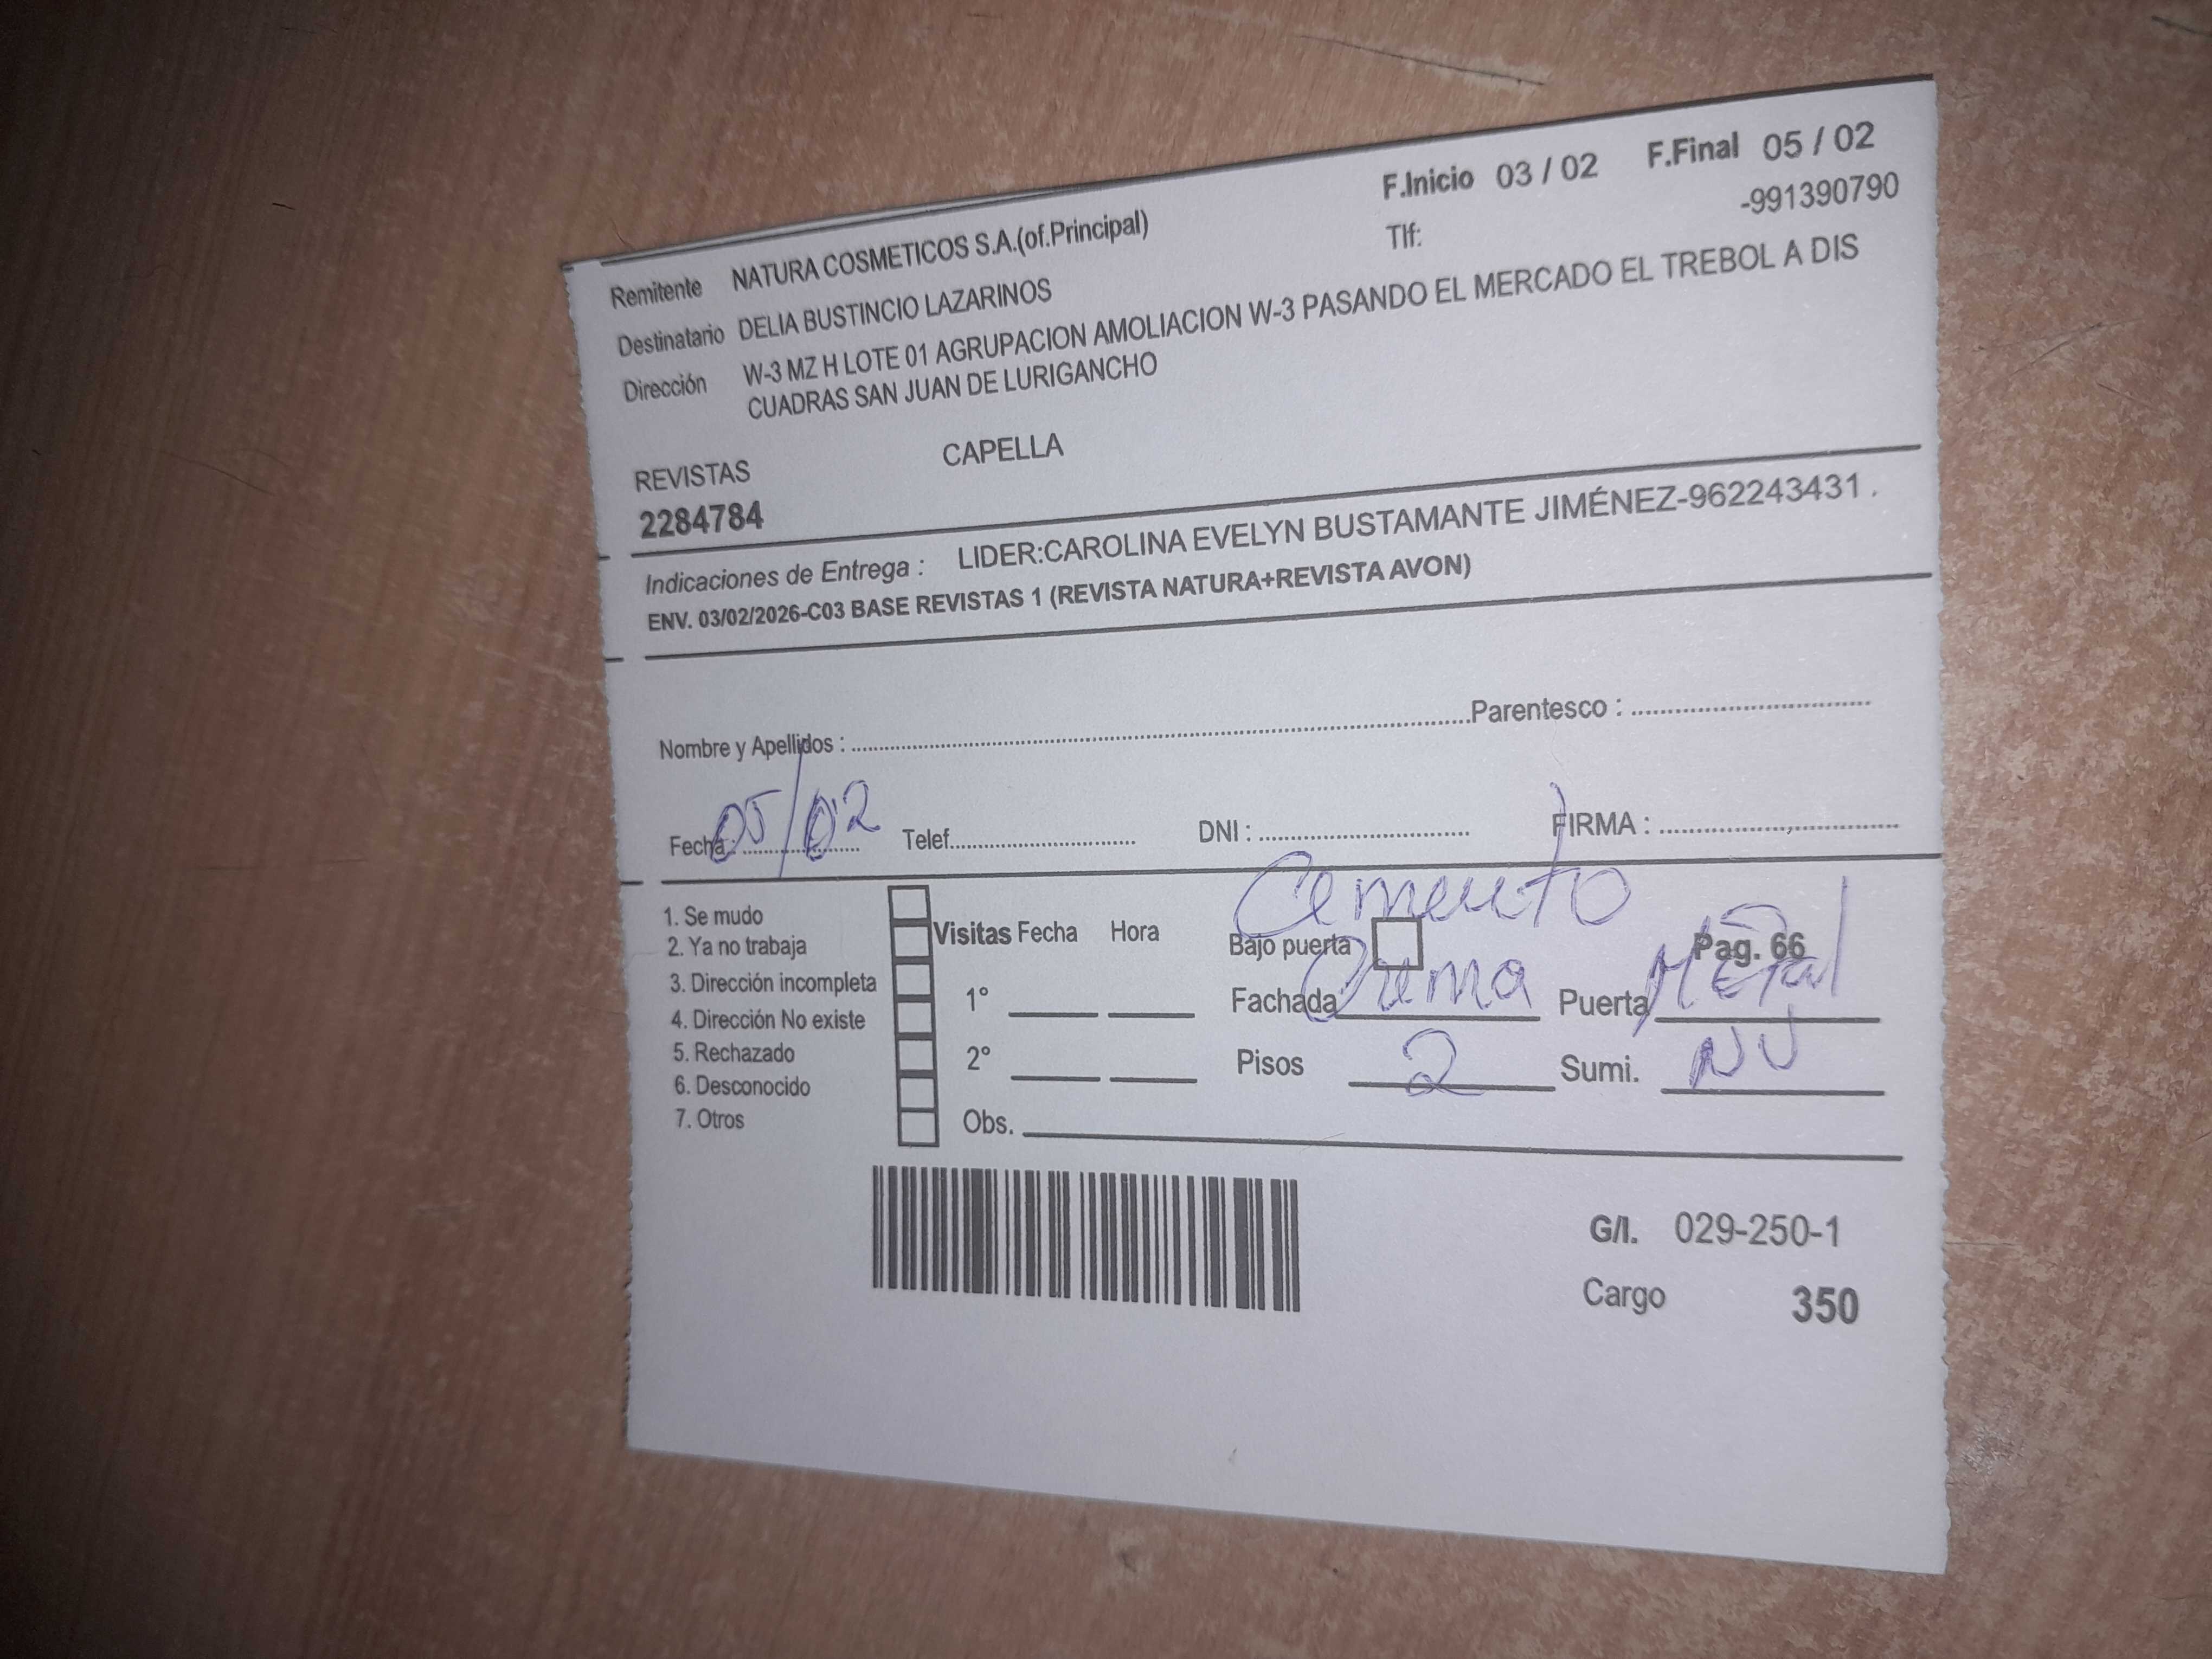 F.Inicio 03 / 02 F.Final 05 / 02
Remitente NATURA COSMETICOS S.A.(of.Principal) Tlf: -991390790
Destinatario DELIA BUSTINCIO LAZARINOS
Dirección W-3 MZ H LOTE 01 AGRUPACION AMOLIACION W-3 PASANDO EL MERCADO EL TREBOL A DIS
CUADRAS SAN JUAN DE LURIGANCHO
REVISTAS CAPELLA
2284784
Indicaciones de Entrega : LIDER:CAROLINA EVELYN BUSTAMANTE JIMÉNEZ-962243431 .
ENV. 03/02/2026-C03 BASE REVISTAS 1 (REVISTA NATURA+REVISTA AVON)
Nombre y Apellidos : Parentesco :
Fecha: 05/02 Telef. DNI : FIRMA :
Cemento
1. Se mudo
2. Ya no trabaja
3. Dirección incompleta
4. Dirección No existe
5. Rechazado
6. Desconocido
7. Otros
Visitas Fecha Hora
1°
2°
Obs.
Bajo puerta Pag. 66
Fachada Crema Puerta Metal
Pisos 2 Sumi. NV
G/I. 029-250-1
Cargo 350